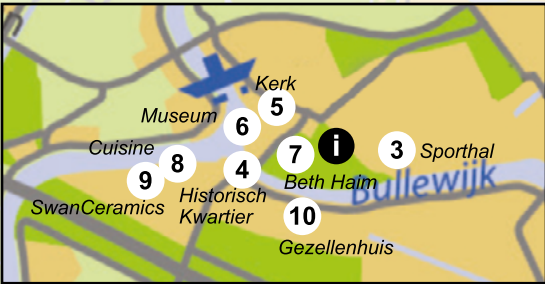 Kerk
5
Museum
6
Cuisine
8
7
i
3
Sporthal
9
4
Beth Haim
Bullewijk
SwanCeramics
Historisch
Kwartier
10
Gezellenhuis